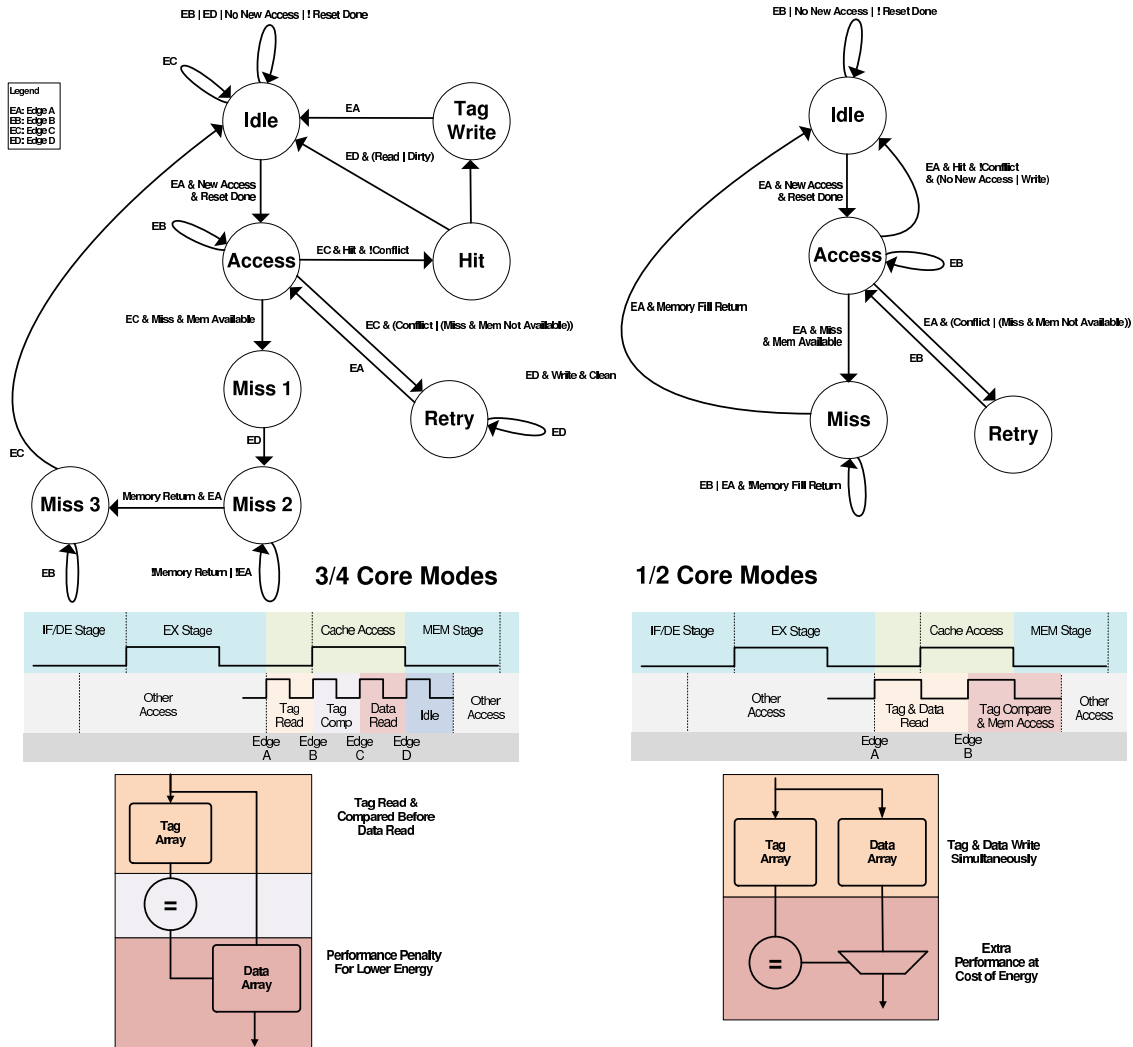 EB | ED | No New Access | ! Reset Done
EC
Legend
EA: Edge A
EB: Edge B
EC: Edge C
ED: Edge D
Idle
EA
Tag
Write
ED & (Read | Dirty)
EA & New Access
& Reset Done
EB
Access
EC & Hit & !Conflict
Hit
EC & Miss & Mem Available
EC & (Conflict | (Miss & Mem Not Available))
EA
ED & Write & Clean
Miss 1
Retry
ED
ED
EC
Miss 3
Memory Return & EA
Miss 2
EB
!Memory Return | !EA
3/4 Core Modes
EB | No New Access | ! Reset Done
Idle
EA & Hit & !Conflict
& (No New Access | Write)
EA & New Access
& Reset Done
Access
EB
EA & Memory Fill Return
EA & Miss
& Mem Available
EA & (Conflict | (Miss & Mem Not Available))
EB
Miss
Retry
EB | EA & !Memory Fill Return
1/2 Core Modes
IF/DE Stage
EX Stage
Cache Access
MEM Stage
Other
Access
Tag
Read
Tag
Comp
Data
Read
Idle
Other
Access
Edge
A
Edge
B
Edge
C
Edge
D
Tag
Array
=
Data
Array
Tag Read &
Compared Before
Data Read
Performance Penalty
For Lower Energy
IF/DE Stage
EX Stage
Cache Access
MEM Stage
Other
Access
Tag & Data
Read
Tag Compare
& Mem Access
Other
Access
Edge
A
Edge
B
Tag
Array
Data
Array
=
Tag & Data Write
Simultaneously
Extra
Performance at
Cost of Energy